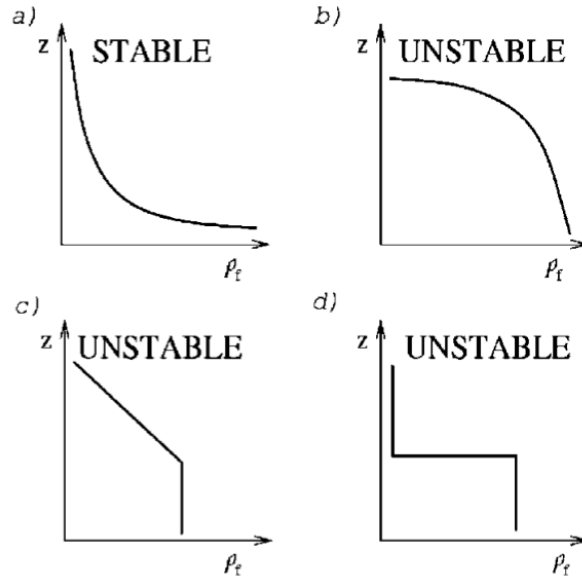 a)
z STABLE
ρf
b)
z UNSTABLE
ρf
c)
z UNSTABLE
ρf
d)
z UNSTABLE
ρf